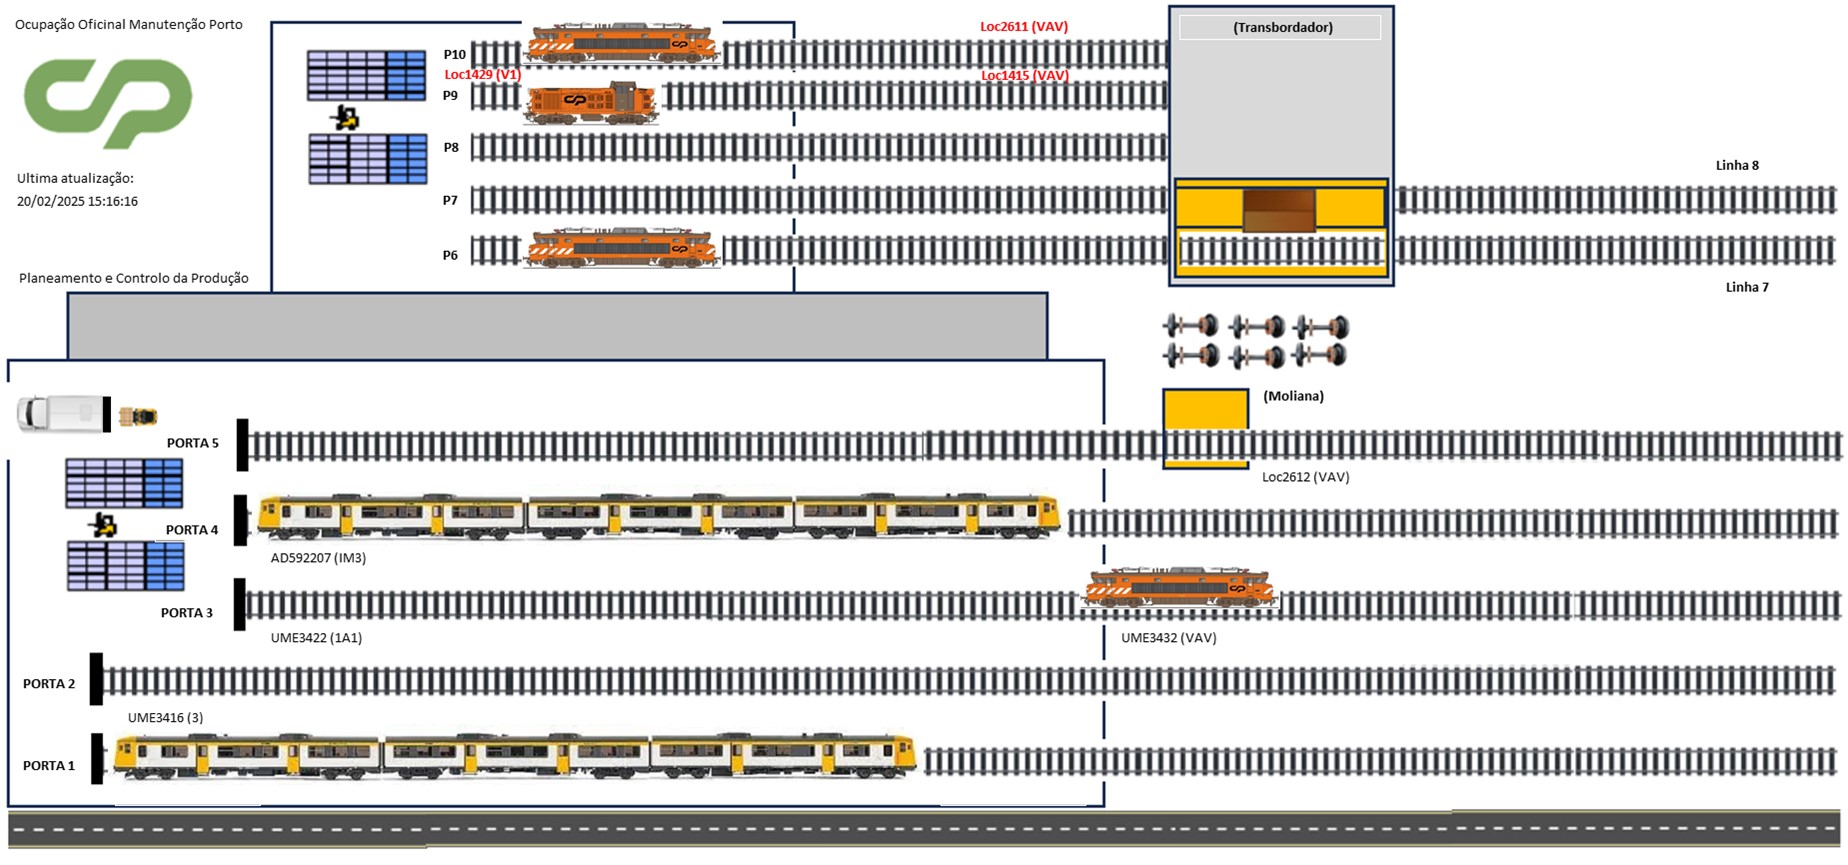 Ocupação Oficinal Manutenção Porto
Ultima atualização:
20/02/2025 15:16:16
Planeamento e Controlo da Produção
Loc2611 (VAV)
P10
Loc1429 (V1)
Loc1415 (VAV)
P9
P8
P7
P6
(Transbordador)
Linha 8
Linha 7
(Moliana)
PORTA 5
Loc2612 (VAV)
PORTA 4
AD592207 (IM3)
PORTA 3
UME3422 (1A1)
UME3432 (VAV)
PORTA 2
UME3416 (3)
PORTA 1